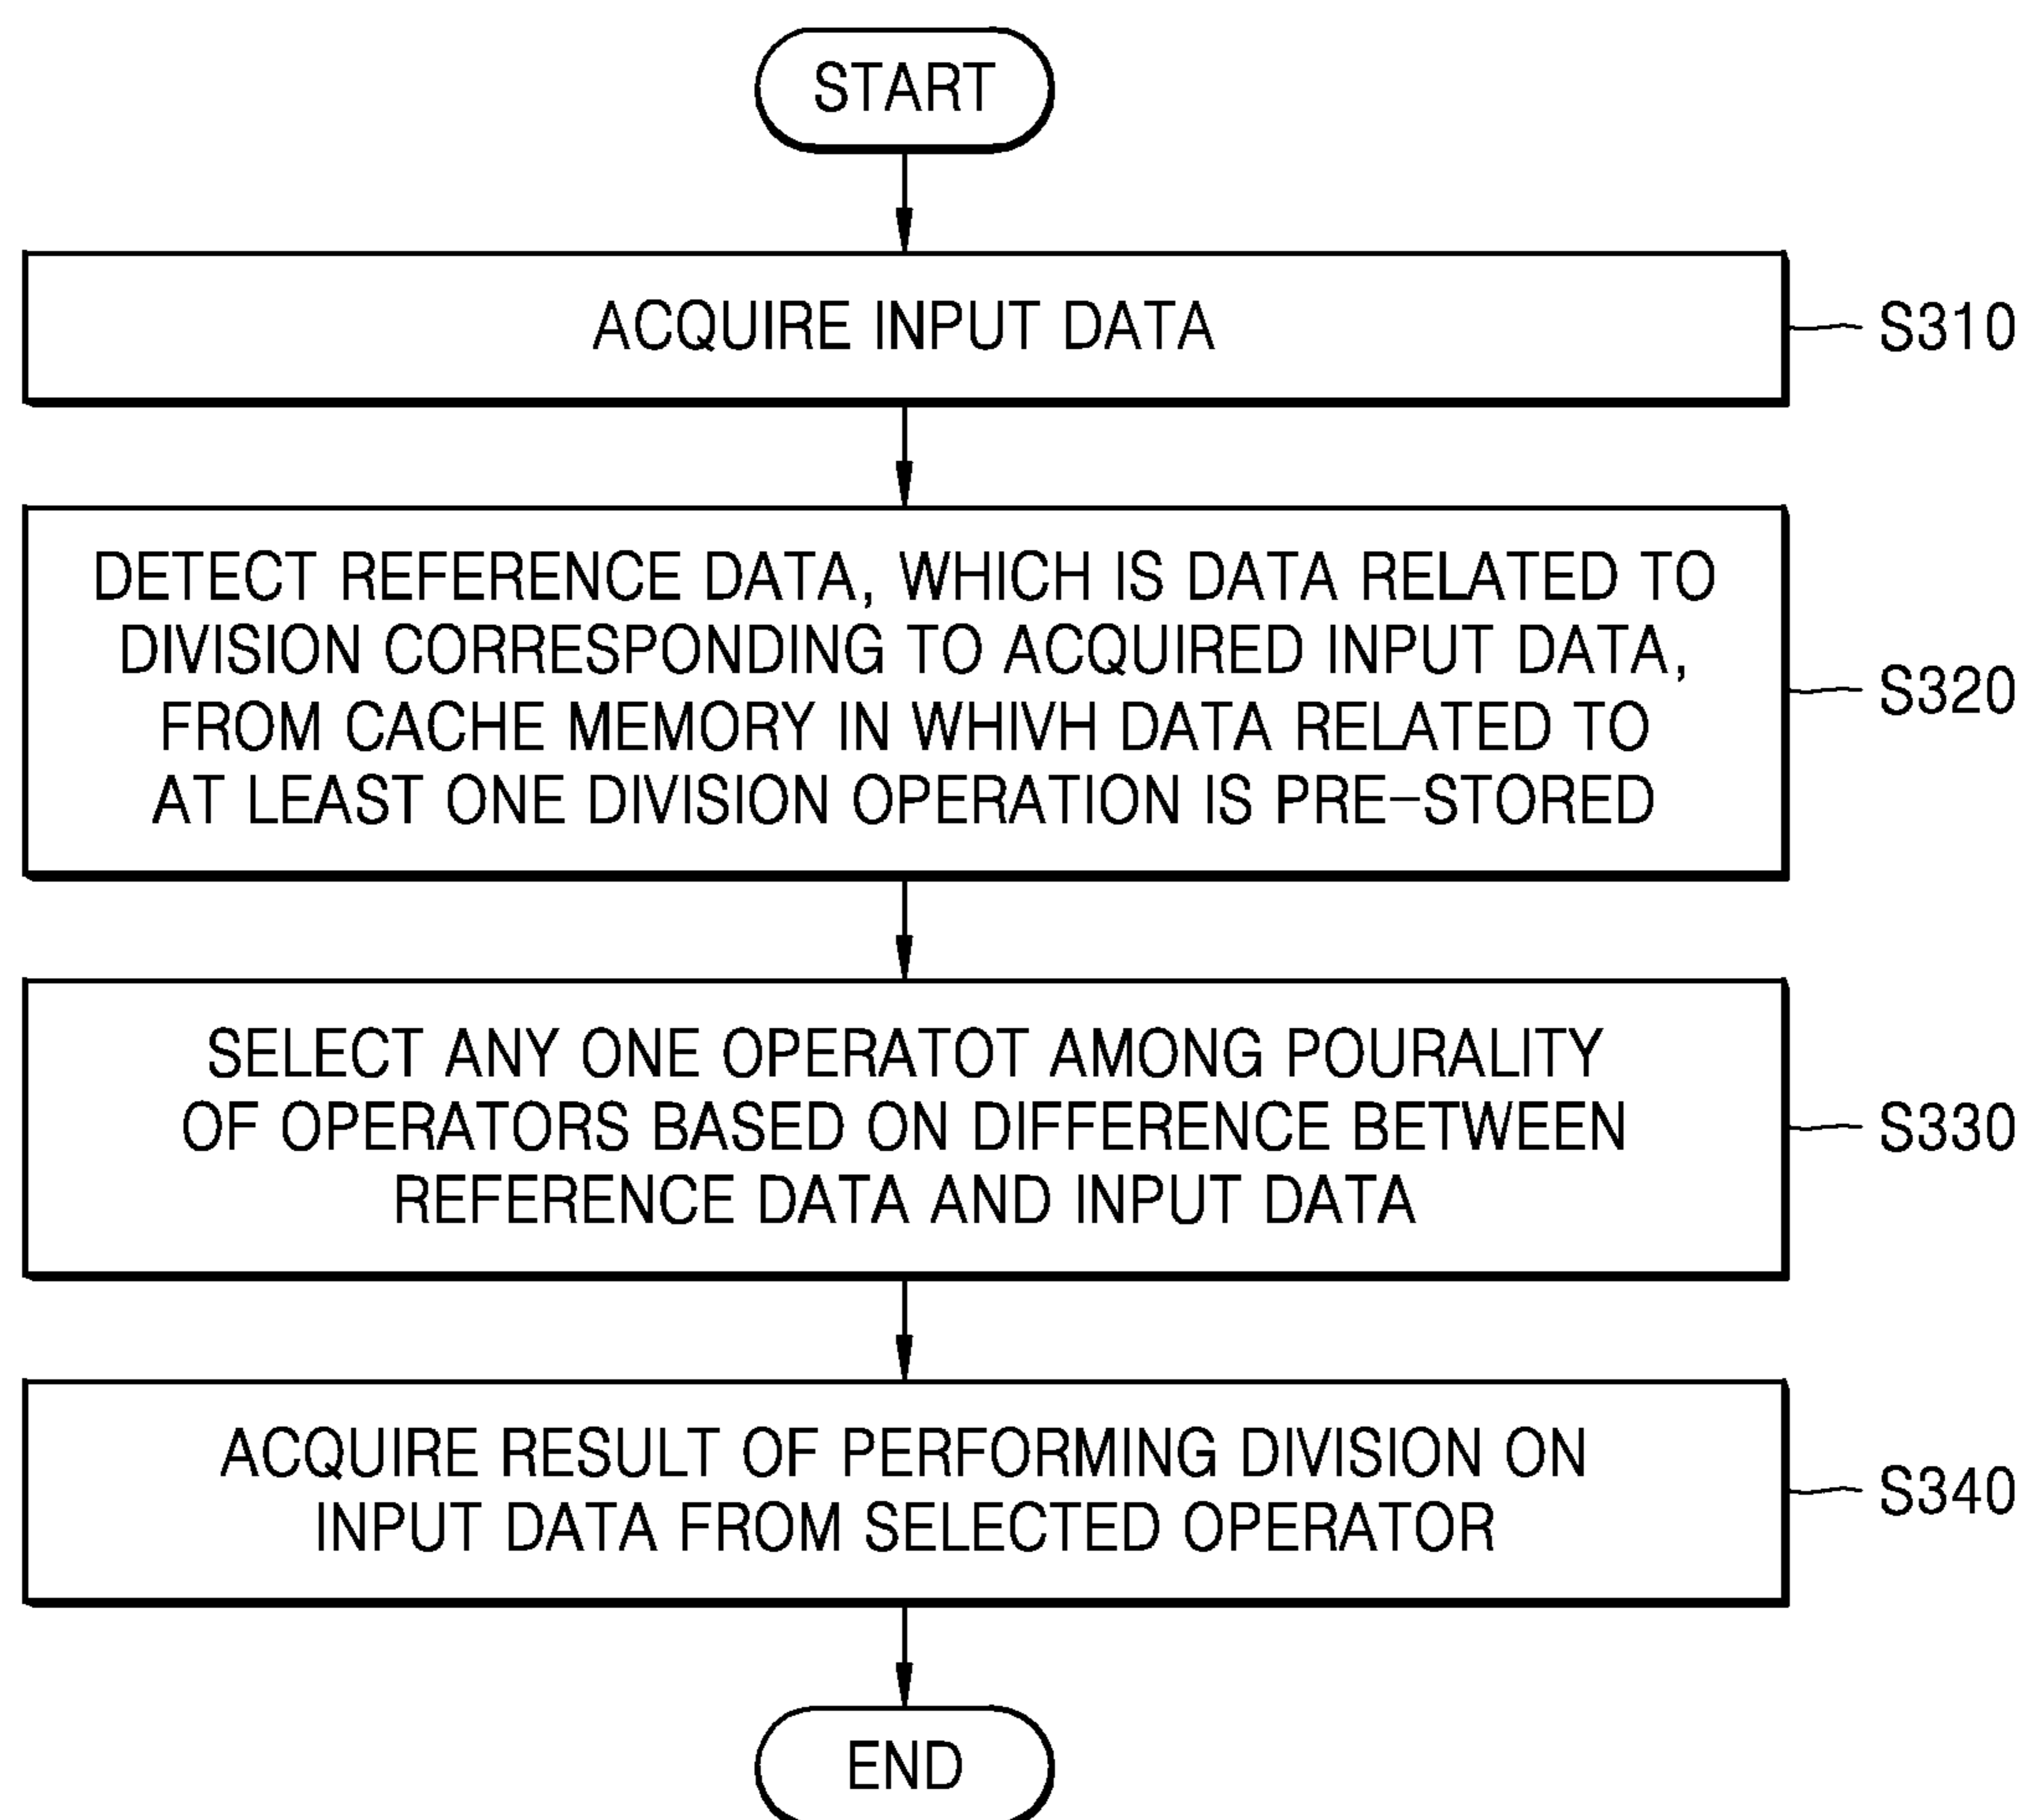 START
ACQUIRE INPUT DATA
S310
DETECT REFERENCE DATA, WHICH IS DATA RELATED TO
DIVISION CORRESPONDING TO ACQUIRED INPUT DATA,
FROM CACHE MEMORY IN WHIVH DATA RELATED TO
AT LEAST ONE DIVISION OPERATION IS PRE-STORED
S320
SELECT ANY ONE OPERATOT AMONG POURALITY
OF OPERATORS BASED ON DIFFERENCE BETWEEN
REFERENCE DATA AND INPUT DATA
S330
ACQUIRE RESULT OF PERFORMING DIVISION ON
INPUT DATA FROM SELECTED OPERATOR
S340
END